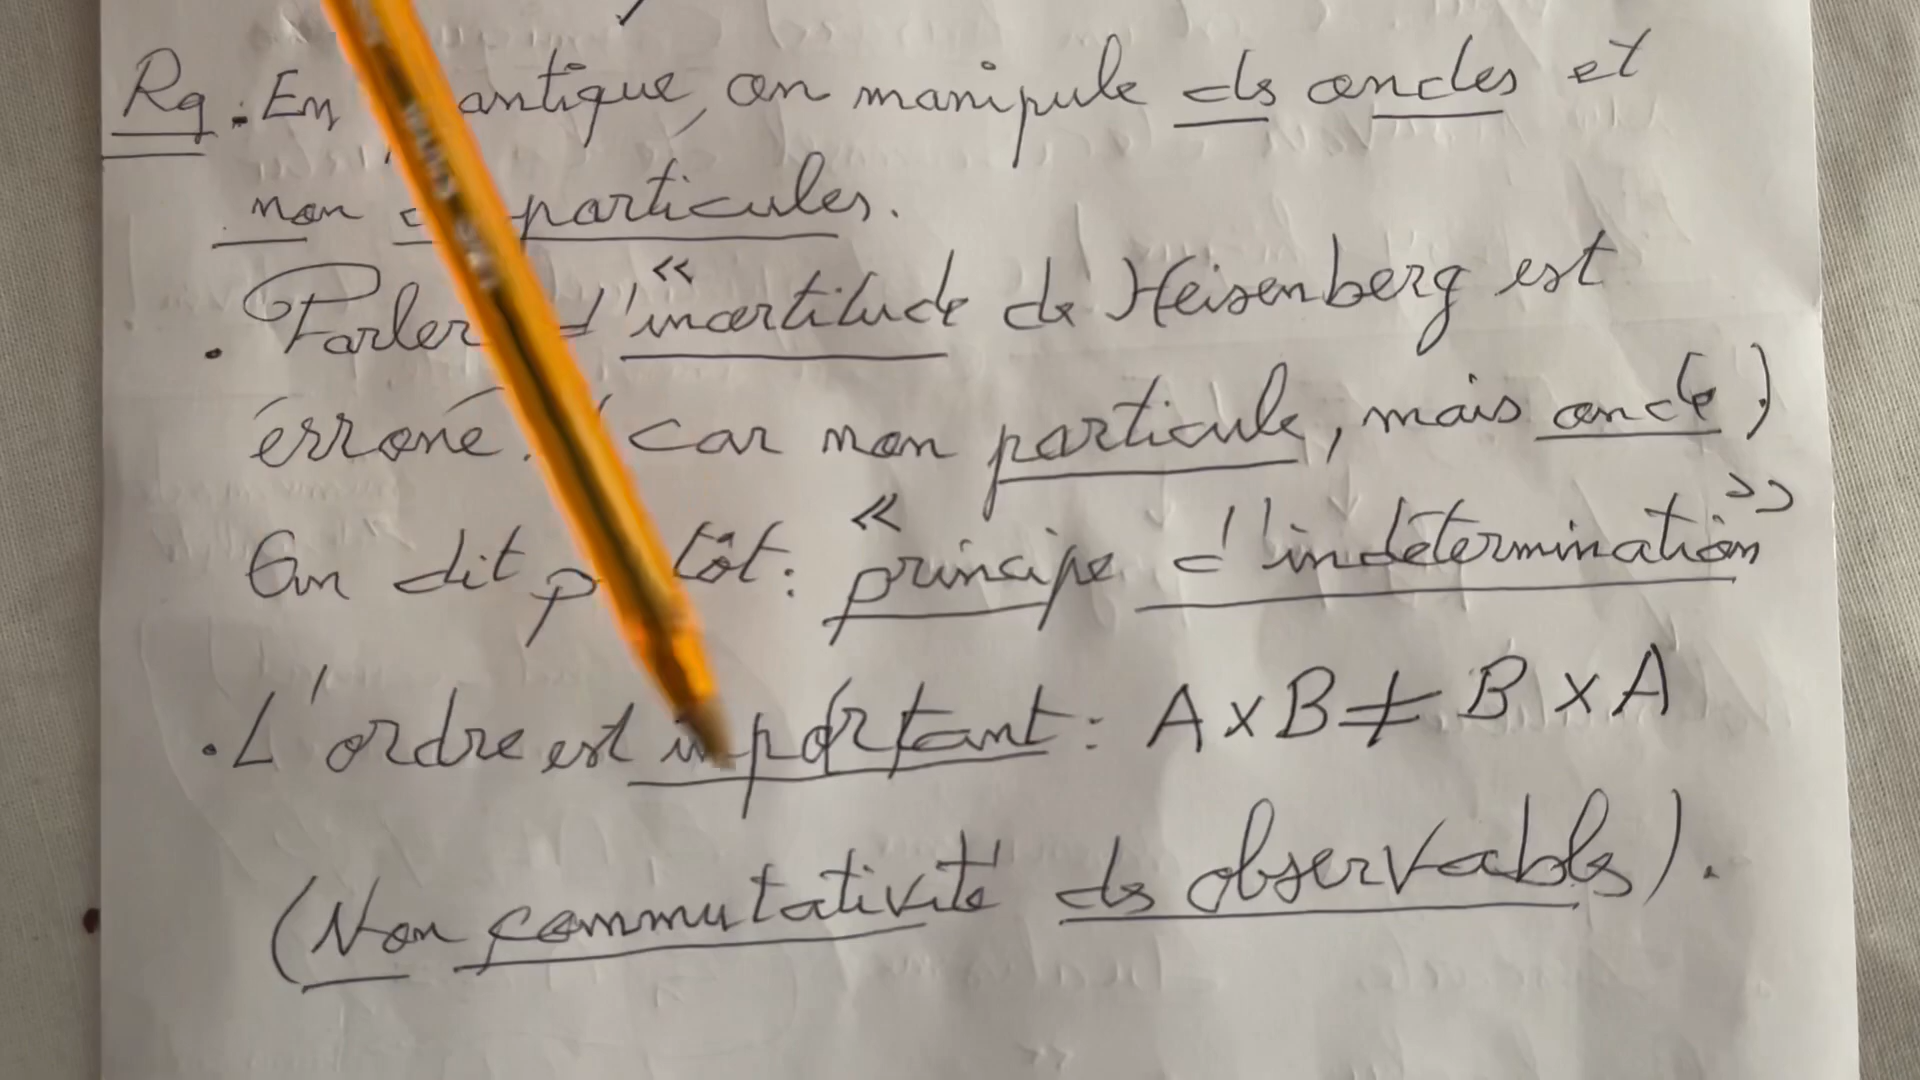 Rq : En antique, on manipule des ondes et
non particules.
. Parler d'« incertitude de Heisenberg est
érroné. ( car non particule, mais onde )
On dit : « principe d'indétermination »
. L'ordre est important : A x B ≠ B x A
(Non commutativité des observables).